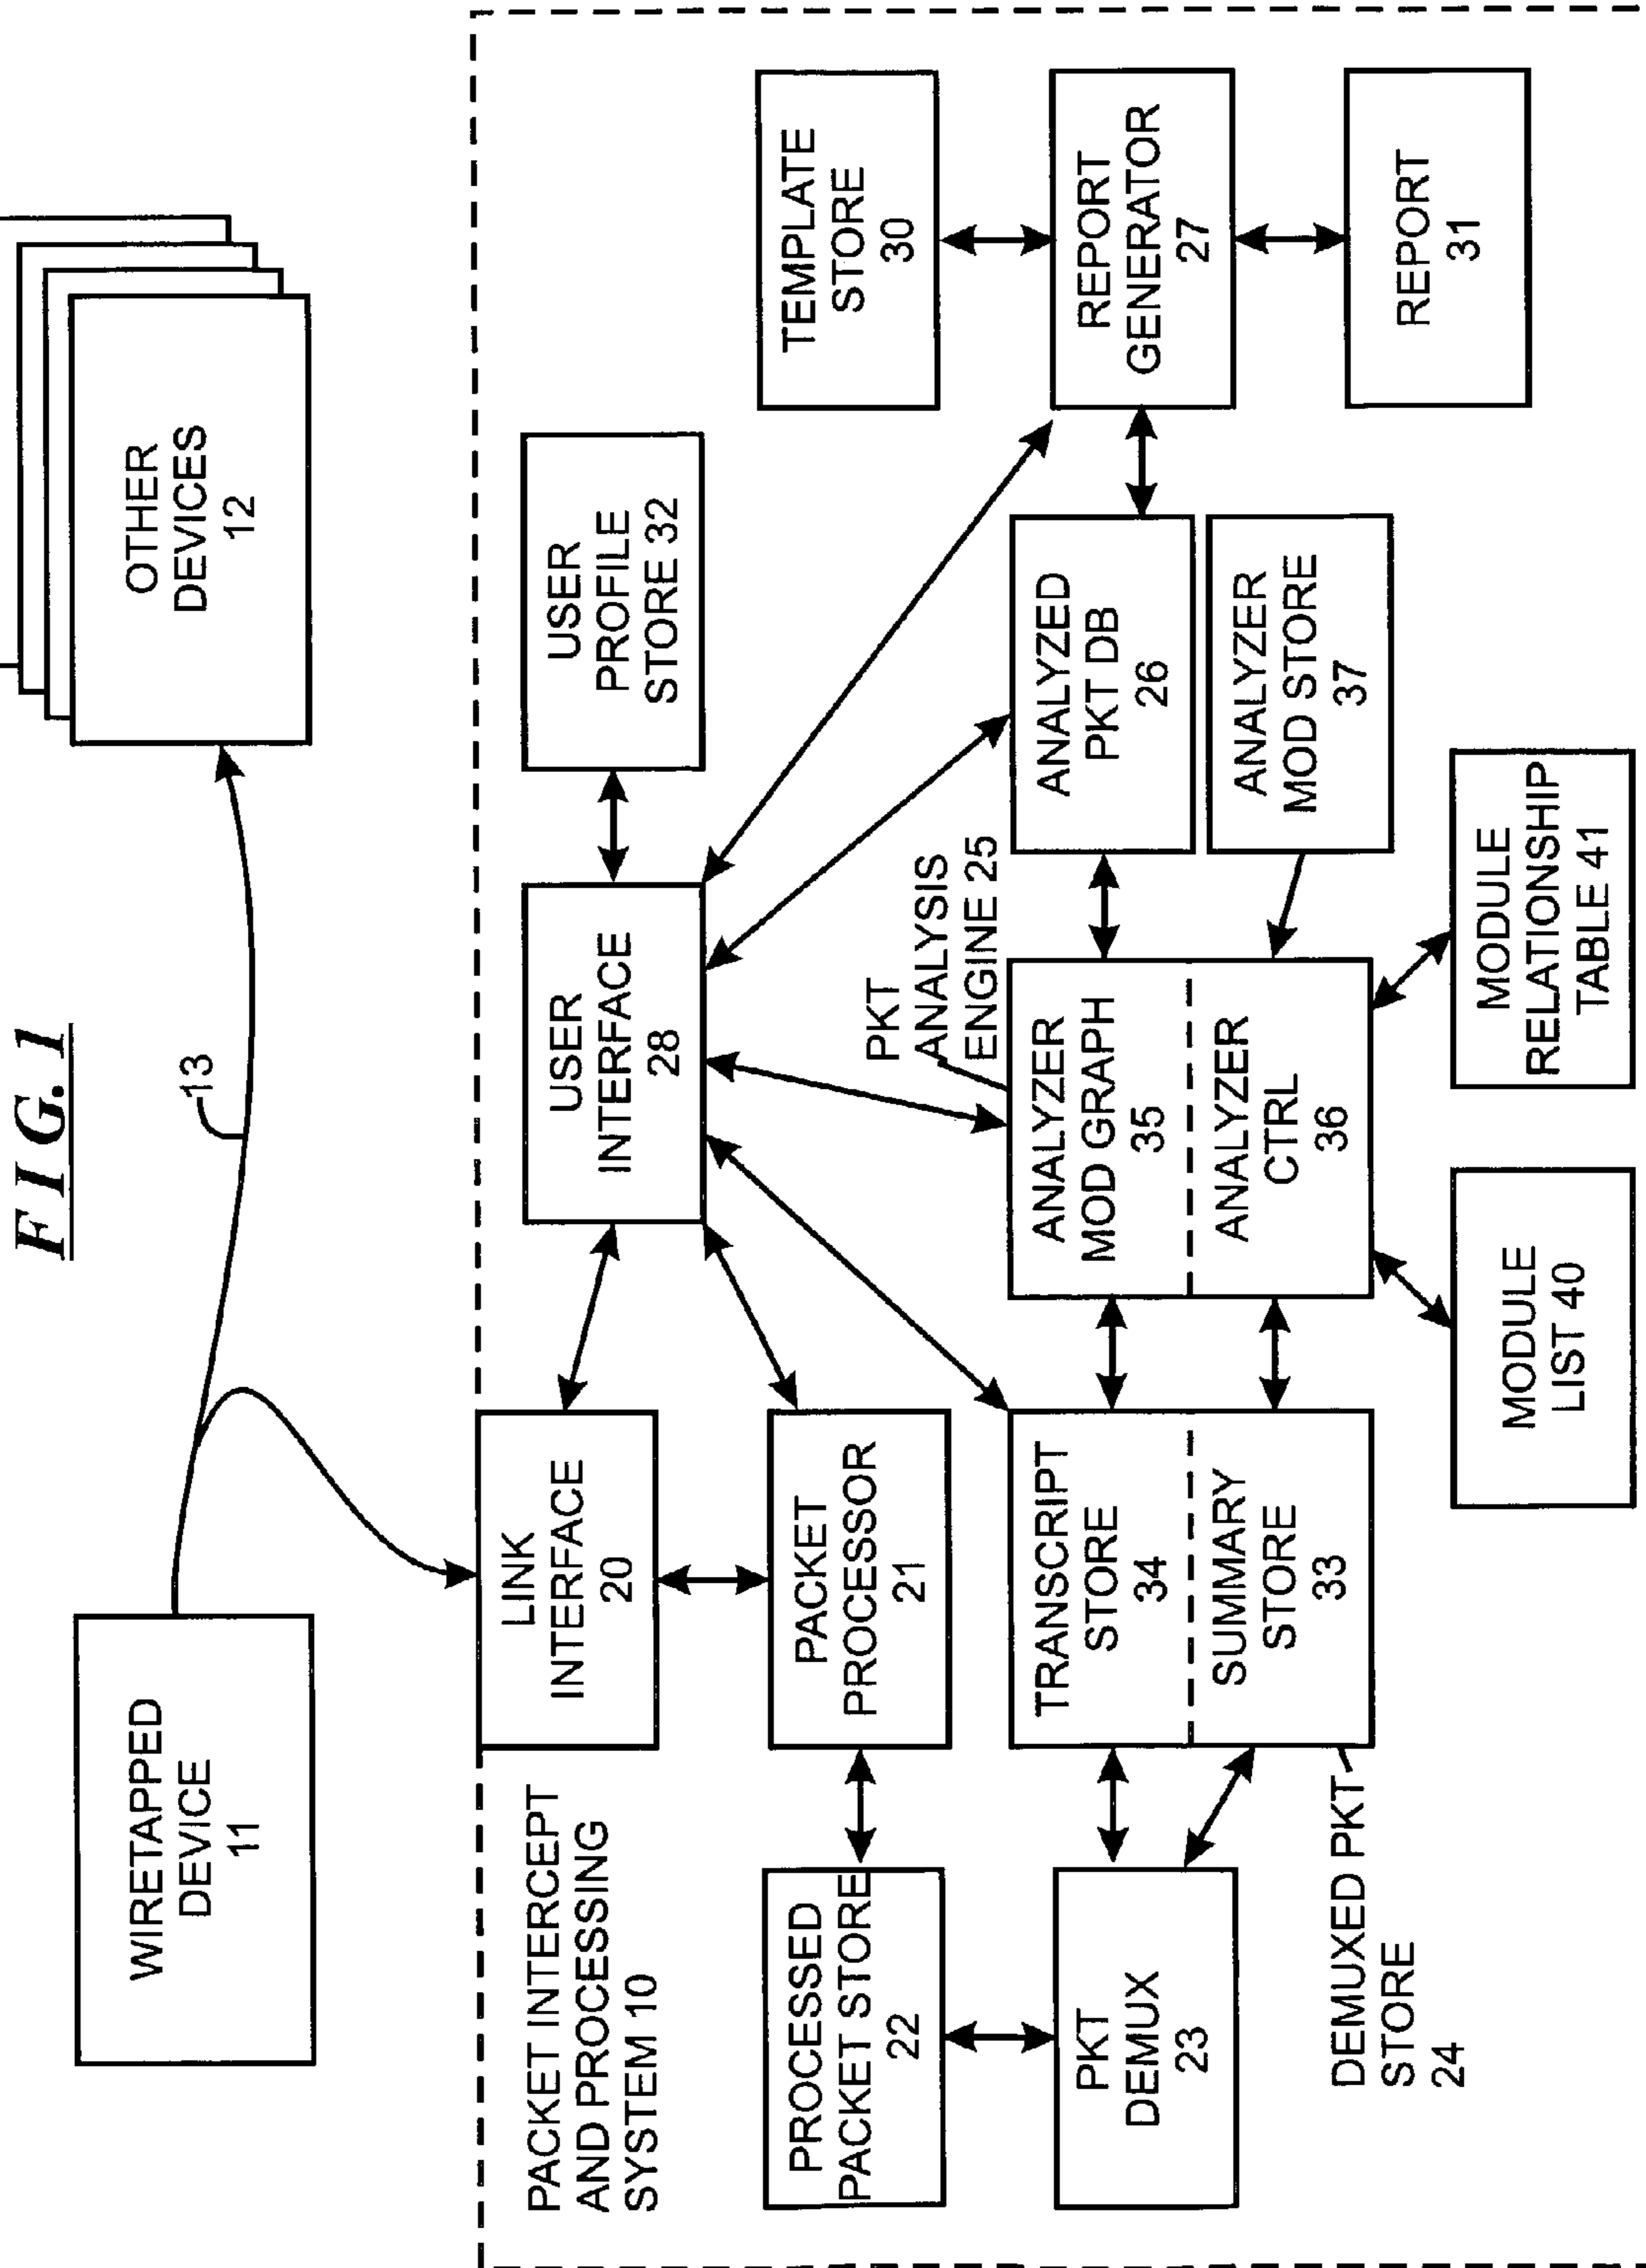 FIG. 1
WIRETAPPED
DEVICE
11
13
OTHER
DEVICES
12
PACKET INTERCEPT
AND PROCESSING
SYSTEM 10
LINK
INTERFACE
20
USER
INTERFACE
28
USER
PROFILE
STORE 32
TEMPLATE
STORE
30
PROCESSED
PACKET STORE
22
PACKET
PROCESSOR
21
PKT
ANALYSIS
ENGINE 25
REPORT
GENERATOR
27
PKT
DEMUX
23
TRANSCRIPT
STORE
34
SUMMARY
STORE
33
ANALYZER
MOD GRAPH
35
ANALYZER
CTRL
36
ANALYZED
PKT DB
26
ANALYZER
MOD STORE
37
REPORT
31
DEMUXED PKT
STORE
24
MODULE
LIST 40
MODULE
RELATIONSHIP
TABLE 41